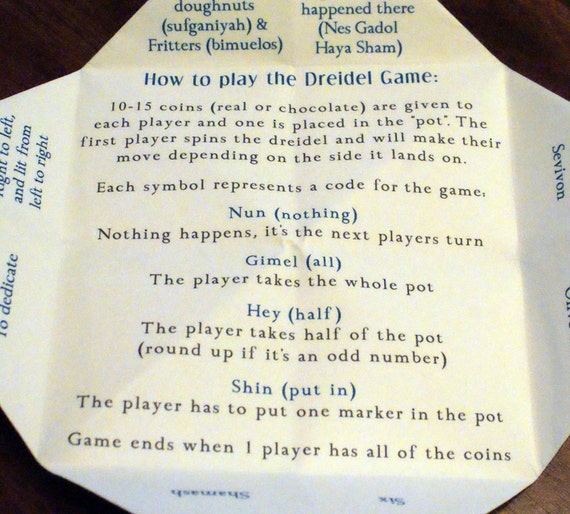 doughnuts
(sufganiyah) &
Fritters (bimuelos)
happened there
(Nes Gadol
Haya Sham)
Right to left,
and lit from
left to right
To dedicate
How to play the Dreidel Game:
10-15 coins (real or chocolate) are given to
each player and one is placed in the "pot". The
first player spins the dreidel and will make their
move depending on the side it lands on.
Each symbol represents a code for the game:
Nun (nothing)
Nothing happens, it's the next players turn
Gimel (all)
The player takes the whole pot
Hey (half)
The player takes half of the pot
(round up if it's an odd number)
Shin (put in)
The player has to put one marker in the pot
Game ends when 1 player has all of the coins
Sevivon
Shamash
Six